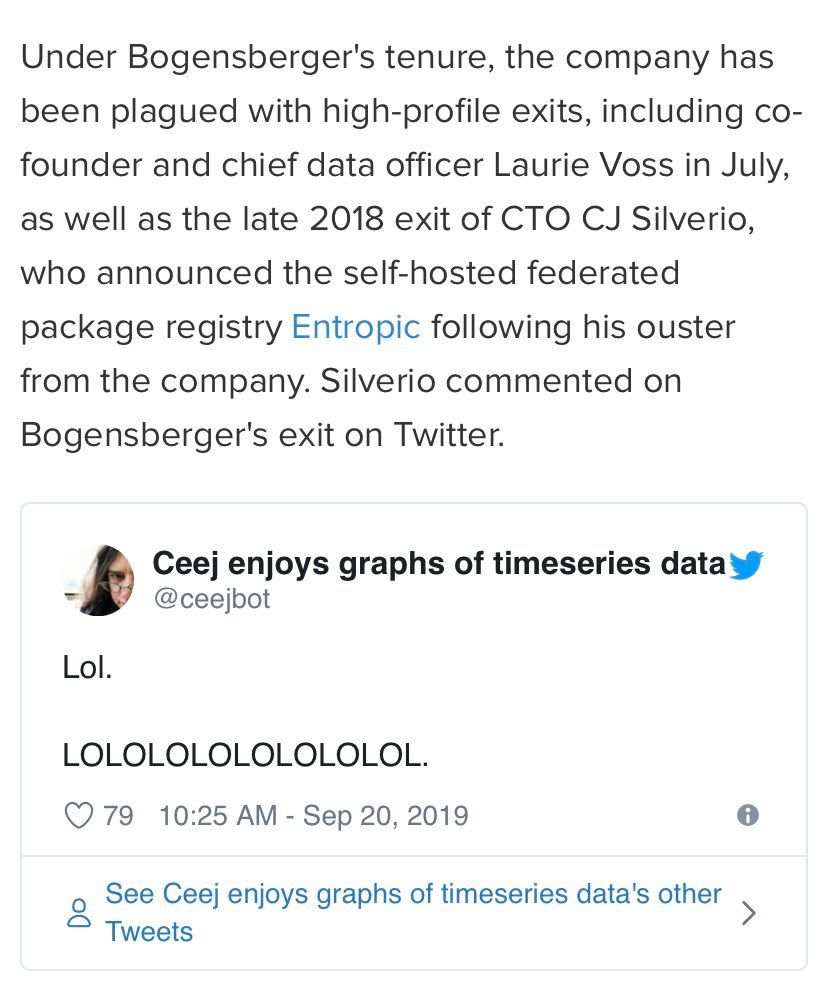 Under Bogensberger's tenure, the company has
been plagued with high-profile exits, including co-
founder and chief data officer Laurie Voss in July,
as well as the late 2018 exit of CTO CJ Silverio,
who announced the self-hosted federated
package registry Entropic following his ouster
from the company. Silverio commented on
Bogensberger's exit on Twitter.
Ceej enjoys graphs of timeseries data
@ceejbot
Lol.
LOLOLOLOLOLOLOLOL.
79 10:25 AM - Sep 20, 2019
See Ceej enjoys graphs of timeseries data's other
Tweets